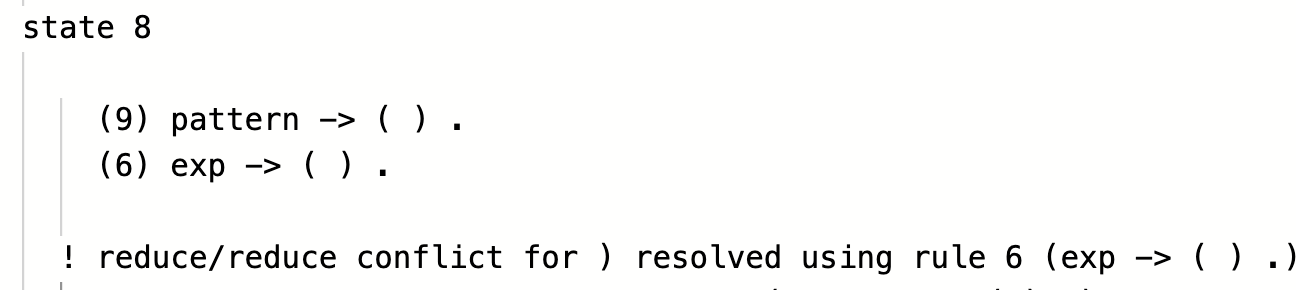 state 8
(9) pattern -> ( ) .
(6) exp -> ( ) .
! reduce/reduce conflict for ) resolved using rule 6 (exp -> ( ) .)